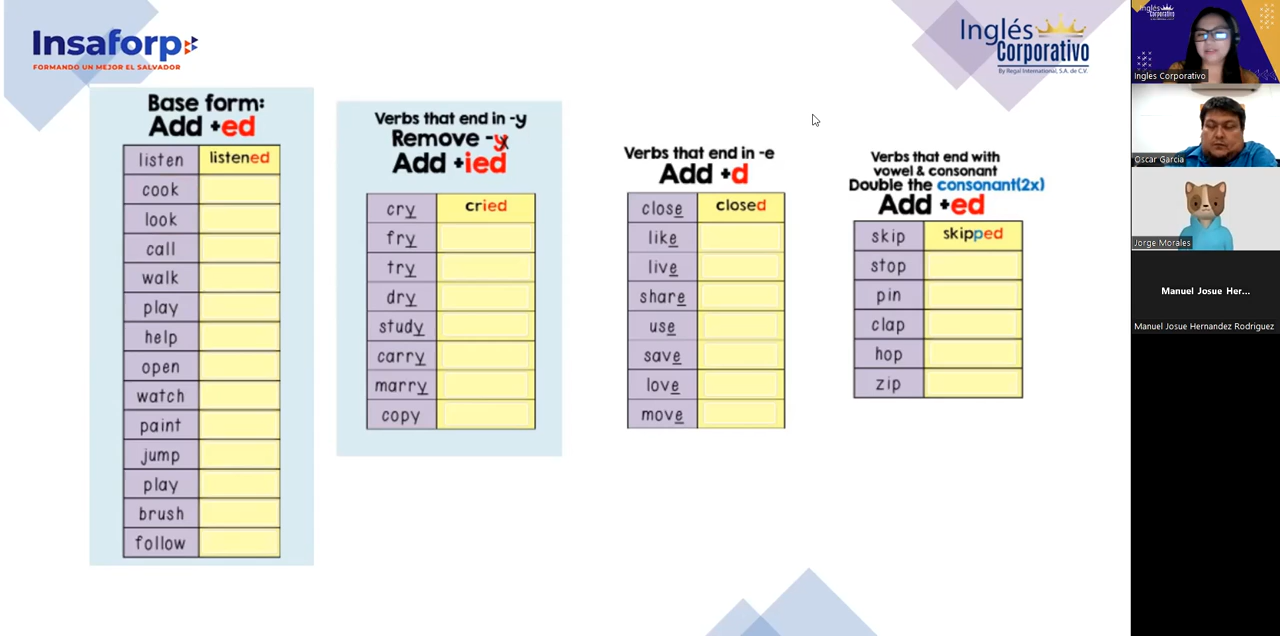 Insaforp
FORMANDO UN MEJOR EL SALVADOR
Inglés
Corporativo
By Regal International, S.A. de C.V.
Base form:
Add +ed
listen listened
cook
look
call
walk
play
help
open
watch
paint
jump
play
brush
follow
Verbs that end in -y
Remove -y
Add +ied
cry cried
fry
try
dry
study
carry
marry
copy
Verbs that end in -e
Add +d
close closed
like
live
share
use
save
love
move
Verbs that end with
vowel & consonant
Double the consonant(2x)
Add +ed
skip skipped
stop
pin
clap
hop
zip
Inglés
Corporativo
Ingles Corporativo
Oscar Garcia
Jorge Morales
Manuel Josue Her...
Manuel Josue Hernandez Rodriguez